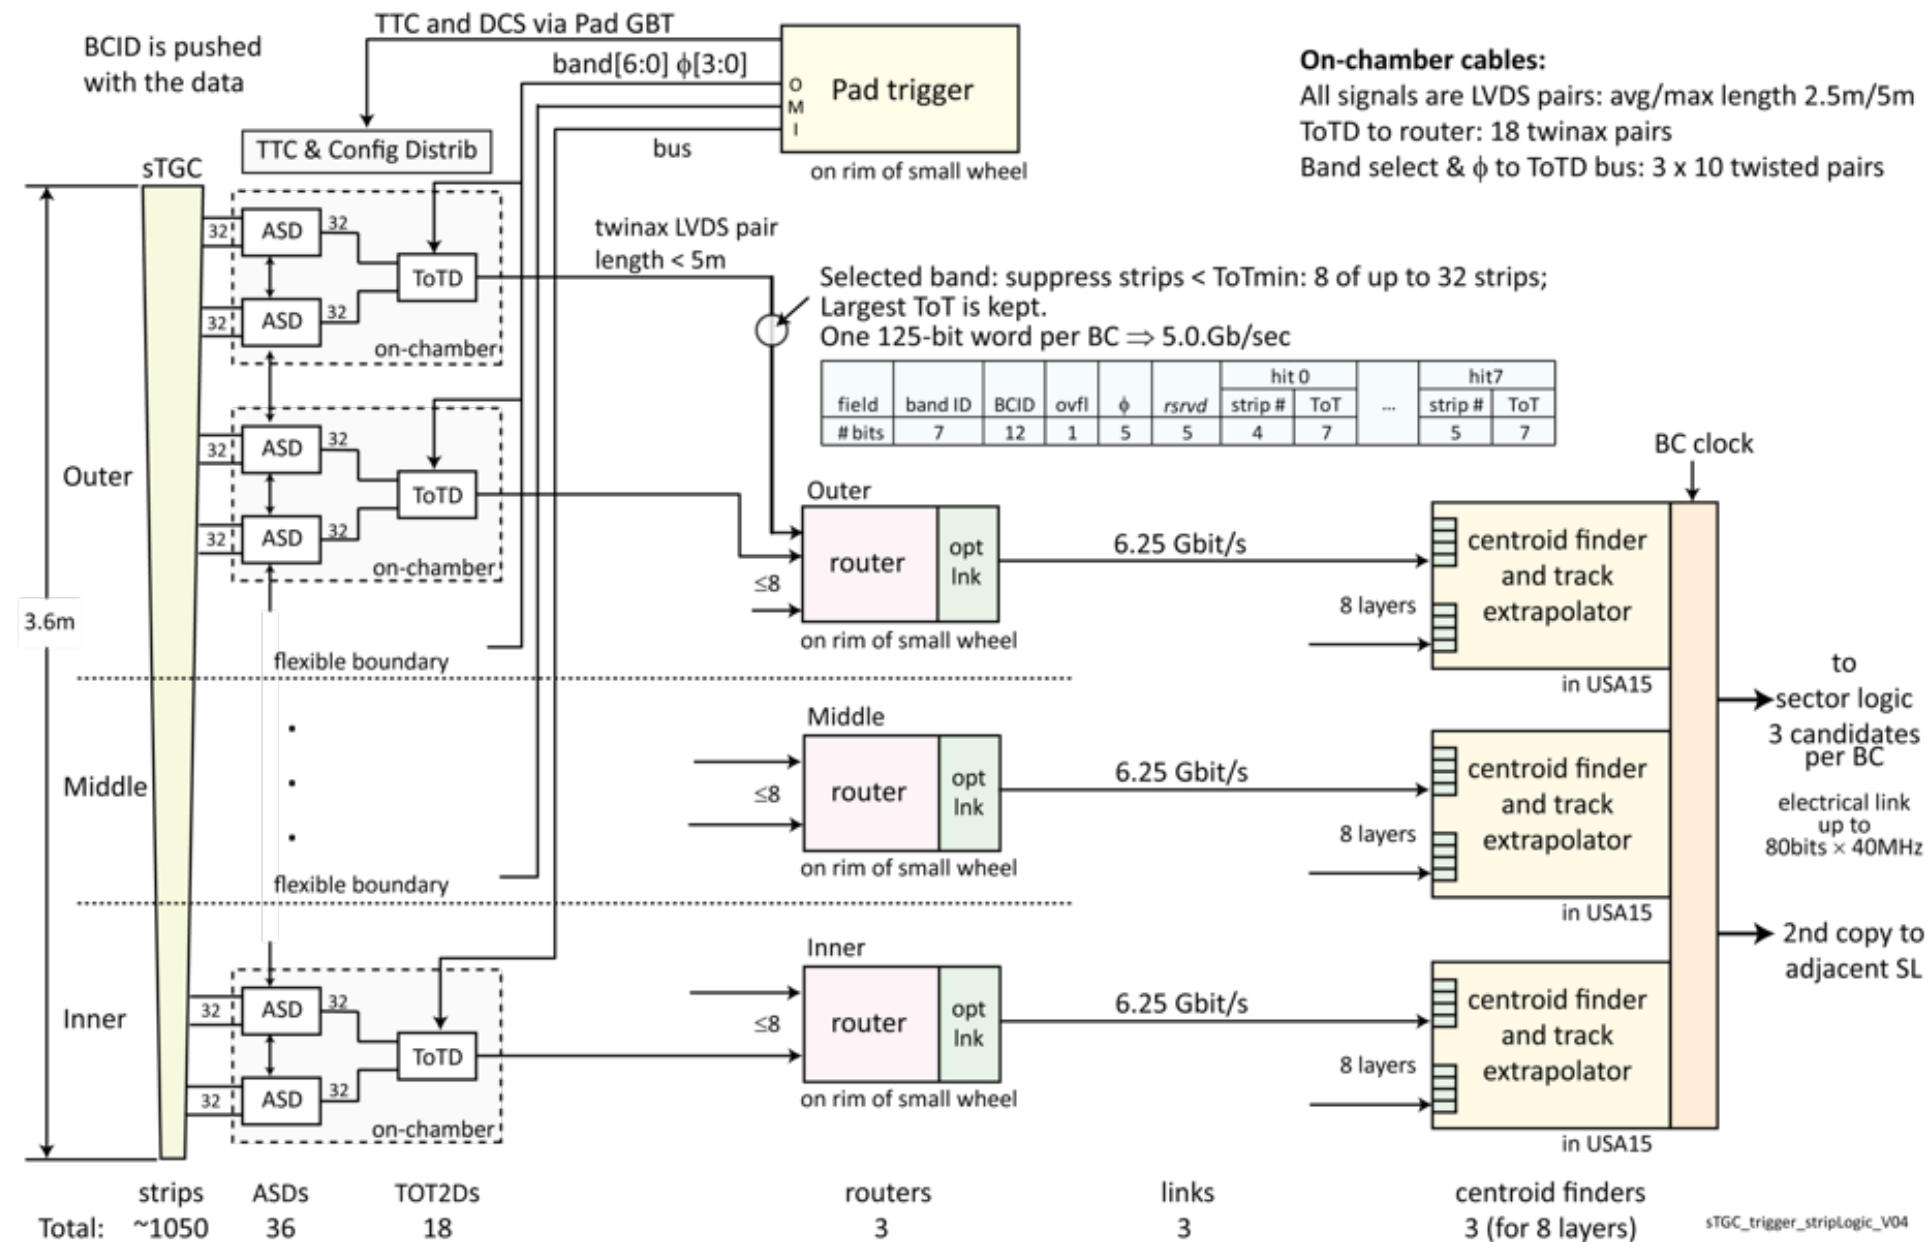 TTC and DCS via Pad GBT
BCID is pushed
with the data
band[6:0] ϕ[3:0]
O
M
I
Pad trigger
on rim of small wheel
bus
On-chamber cables:
All signals are LVDS pairs: avg/max length 2.5m/5m
ToTD to router: 18 twinax pairs
Band select & ϕ to ToTD bus: 3 x 10 twisted pairs
TTC & Config Distrib
sTGC
32 ASD 32
ToTD
32 ASD 32
on-chamber
twinax LVDS pair
length < 5m
Selected band: suppress strips < ToTmin: 8 of up to 32 strips;
Largest ToT is kept.
One 125-bit word per BC ⇒ 5.0.Gb/sec
hit 0 hit7
field band ID BCID ovfl ϕ rsrvd strip # ToT ... strip # ToT
# bits 7 12 1 5 5 4 7 5 7
32 ASD 32
ToTD
32 ASD 32
on-chamber
Outer
3.6m
flexible boundary
Middle
flexible boundary
Inner
32 ASD 32
ToTD
32 ASD 32
on-chamber
Outer
router
opt
lnk
≤8
on rim of small wheel
6.25 Gbit/s
8 layers
BC clock
centroid finder
and track
extrapolator
in USA15
Middle
router
opt
lnk
≤8
on rim of small wheel
6.25 Gbit/s
8 layers
centroid finder
and track
extrapolator
in USA15
Inner
router
opt
lnk
≤8
on rim of small wheel
6.25 Gbit/s
8 layers
centroid finder
and track
extrapolator
in USA15
to
sector logic
3 candidates
per BC
electrical link
up to
80bits × 40MHz
2nd copy to
adjacent SL
strips ASDs TOT2Ds routers links centroid finders
Total: ~1050 36 18 3 3 3 (for 8 layers)
sTGC_trigger_stripLogic_V04